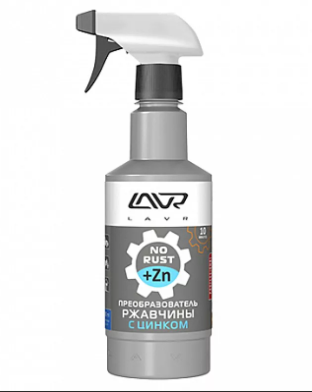 LAVR
LAVR
NO
RUST
+Zn
ПРЕОБРАЗОВАТЕЛЬ
РЖАВЧИНЫ
С ЦИНКОМ